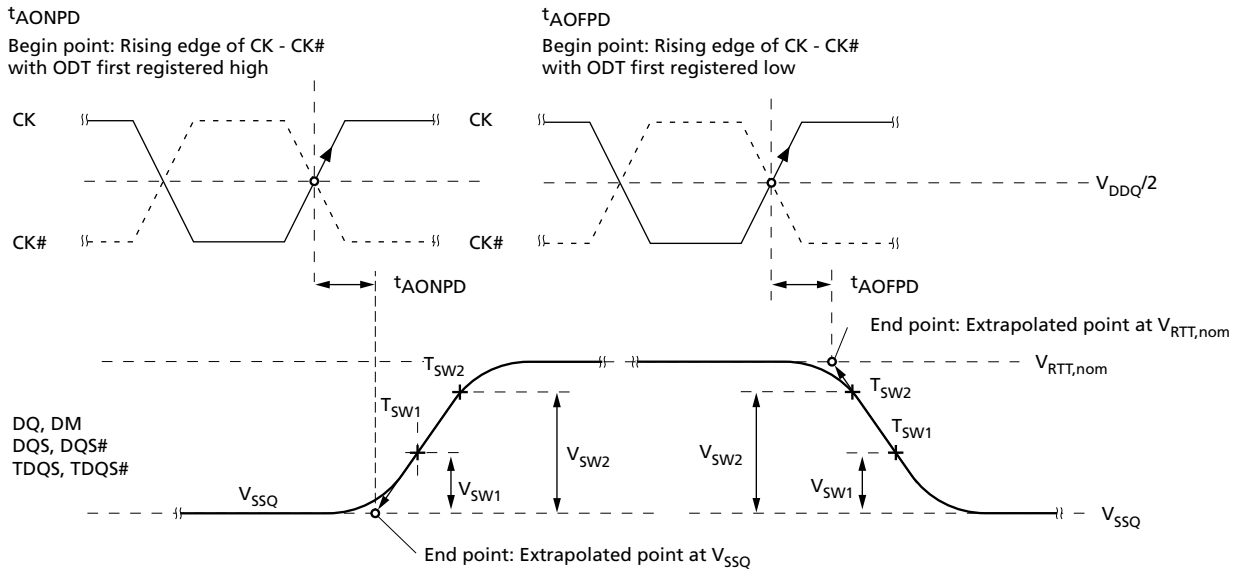 tAONPD
Begin point: Rising edge of CK - CK#
with ODT first registered high
tAOFPD
Begin point: Rising edge of CK - CK#
with ODT first registered low
CK
CK
VDDQ/2
CK#
CK#
tAONPD
tAOFPD
End point: Extrapolated point at VRTT,nom
TSW2
VRTT,nom
TSW2
TSW1
TSW1
DQ, DM
DQS, DQS#
TDQS, TDQS#
VSW2
VSW2
VSW1
VSW1
VSSQ
VSSQ
End point: Extrapolated point at VSSQ